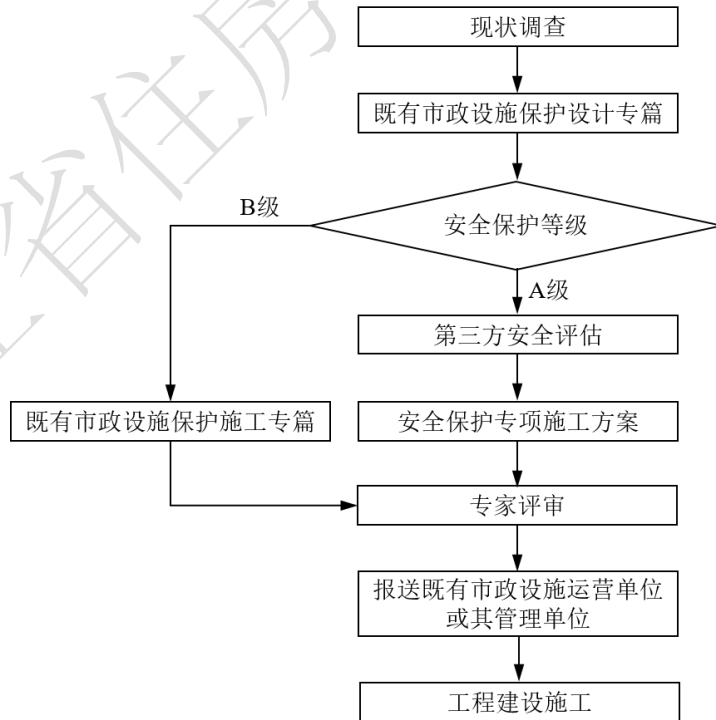 现状调查
既有市政设施保护设计专篇
安全保护等级
B级
A级
第三方安全评估
既有市政设施保护施工专篇
安全保护专项施工方案
专家评审
报送既有市政设施运营单位
或其管理单位
工程建设施工
省住房